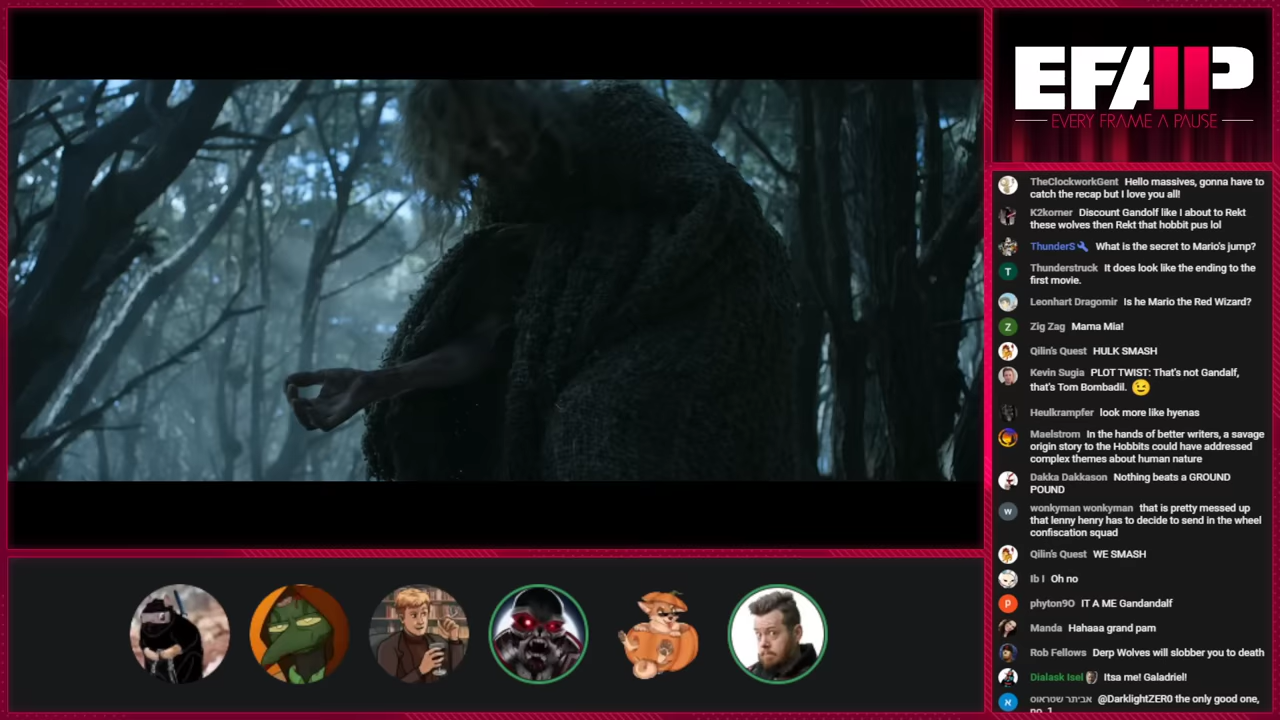 EFAP
EVERY FRAME A PAUSE
TheClockworkGent Hello massives, gonna have to
catch the recap but I love you all!
K2korner Discount Gandolf like I about to Rekt
these wolves then Rekt that hobbit pus lol
ThunderS What is the secret to Mario's jump?
T
Thunderstruck It does look like the ending to the
first movie.
Leonhart Dragomir Is he Mario the Red Wizard?
Z
Zig Zag Mama Mia!
Qilin's Quest HULK SMASH
Kevin Sugia PLOT TWIST: That's not Gandalf,
that's Tom Bombadil. 😉
Heulkrampfer look more like hyenas
Maelstrom In the hands of better writers, a savage
origin story to the Hobbits could have addressed
complex themes about human nature
Dakka Dakkason Nothing beats a GROUND
POUND
w
wonkyman wonkyman that is pretty messed up
that lenny henry has to decide to send in the wheel
confiscation squad
Qilin's Quest WE SMASH
Ib I Oh no
p
phyton90 IT A ME Gandandalf
Manda Hahaaa grand pam
Rob Fellows Derp Wolves will slobber you to death
Dialask Isel Itsa me! Galadriel!
א
אביתר שטראוס @DarklightZER0 the only good one,
no. 1